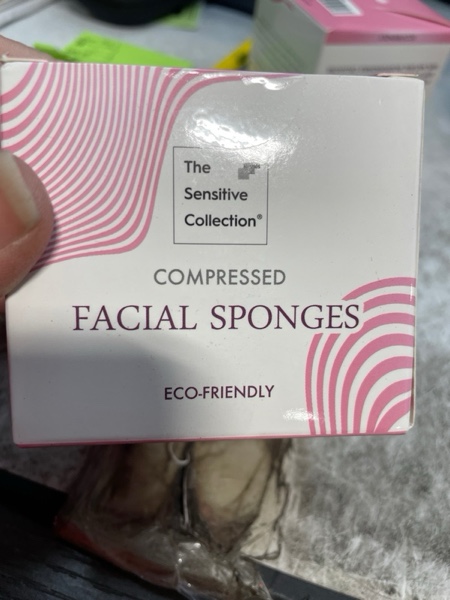 The
Sensitive
Collection®
COMPRESSED
FACIAL SPONGES
ECO-FRIENDLY